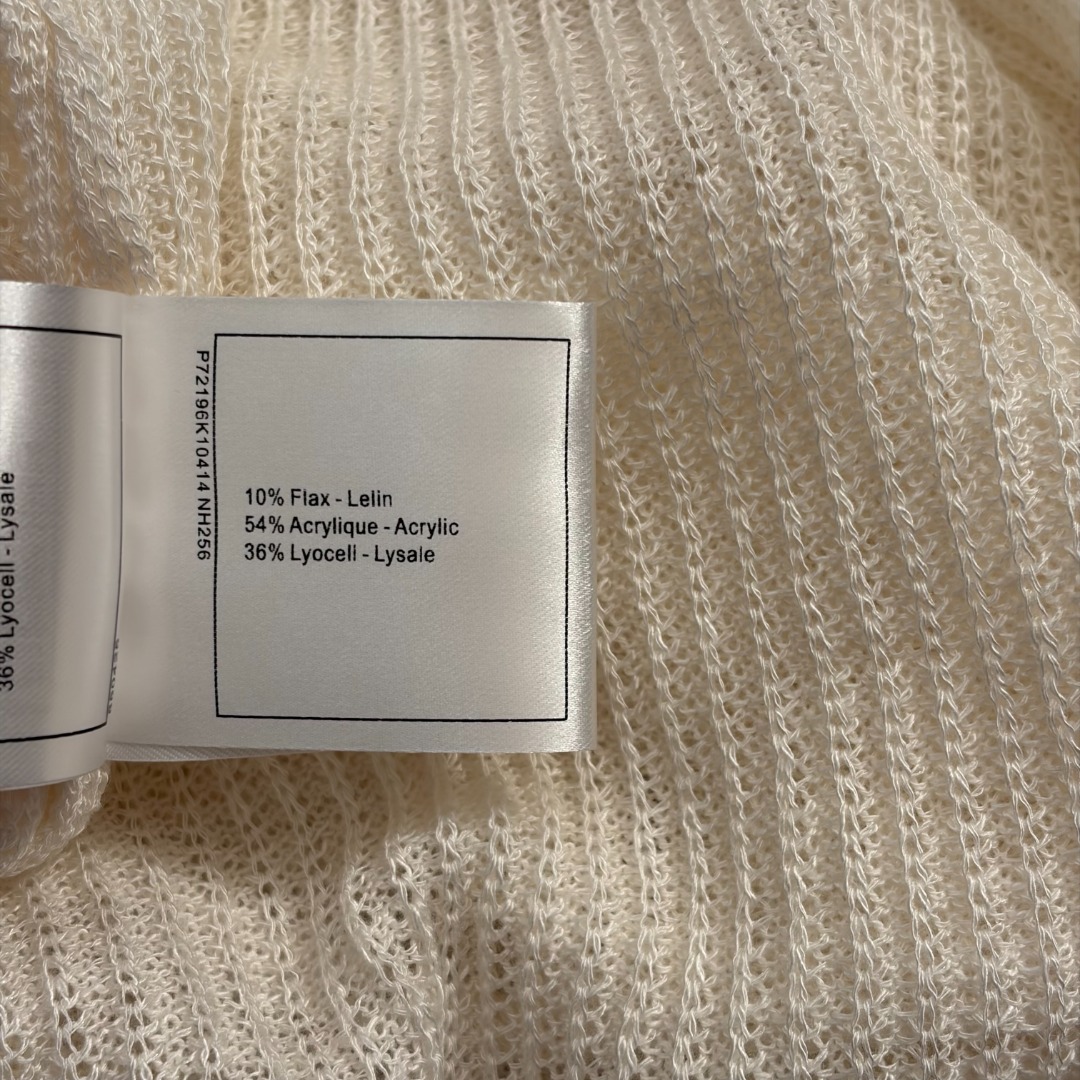 36% Lyocell - Lysale
P72196K10414 NH256
10% Flax - Lelin
54% Acrylique - Acrylic
36% Lyocell - Lysale